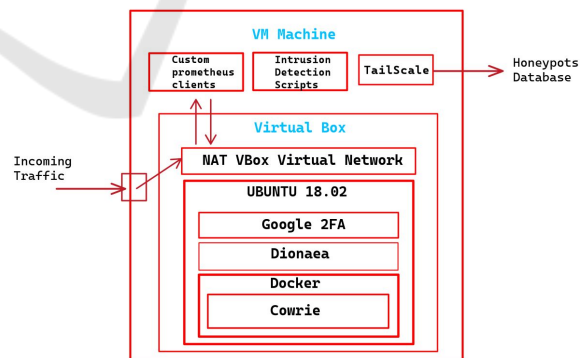 VM Machine
Custom
prometheus
clients
Intrusion
Detection
Scripts
TailScale
Honeypots
Database
Virtual Box
Incoming
Traffic
NAT VBox Virtual Network
UBUNTU 18.02
Google 2FA
Dionaea
Docker
Cowrie